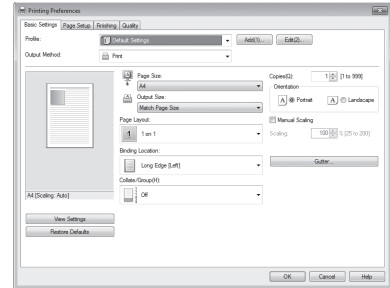 Printing Preferences
Basic Settings Page Setup Finishing Quality
Profile: Default Settings Add(1)... Edit(2)...
Output Method: Print
Page Size:
A4
Output Size:
Match Page Size
Copies(Q): 1 [1 to 999]
Orientation
A Portrait A Landscape
Page Layout:
1 1 on 1
Manual Scaling
Scaling: 100 % [25 to 200]
Binding Location:
Long Edge [Left]
Gutter...
Collate/Group(H):
Off
A4 [Scaling: Auto]
View Settings
Restore Defaults
OK Cancel Help